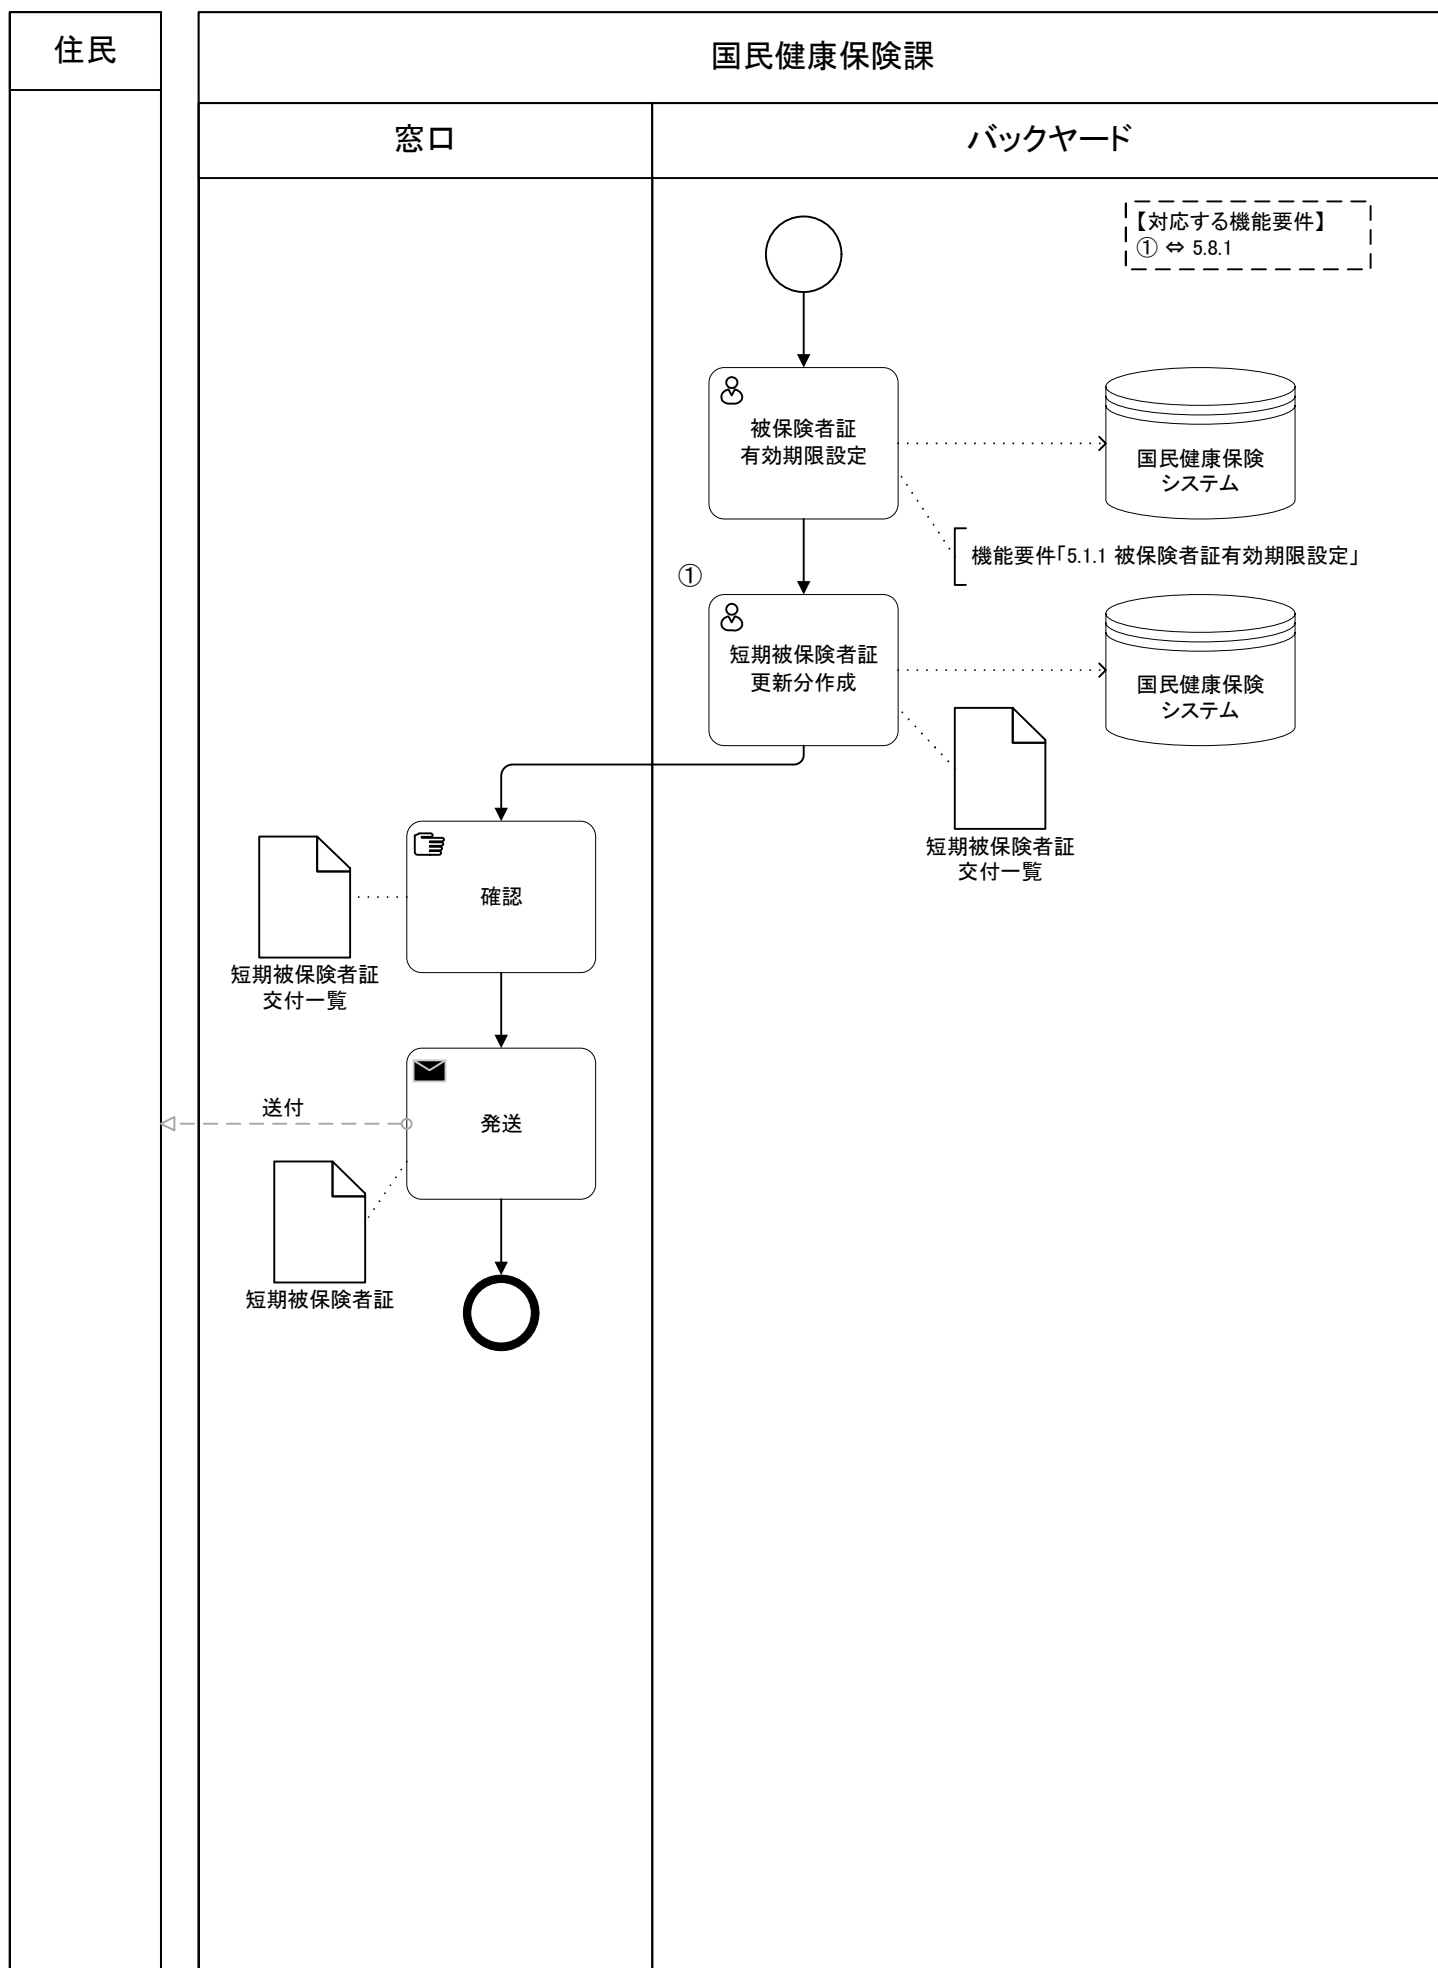 住民
国民健康保険課
窓口
バックヤード
【対応する機能要件】
① ⇔ 5.8.1
被保険者証
有効期限設定
国民健康保険
システム
機能要件「5.1.1 被保険者証有効期限設定」
①
短期被保険者証
更新分作成
国民健康保険
システム
短期被保険者証
交付一覧
確認
短期被保険者証
交付一覧
送付
発送
短期被保険者証